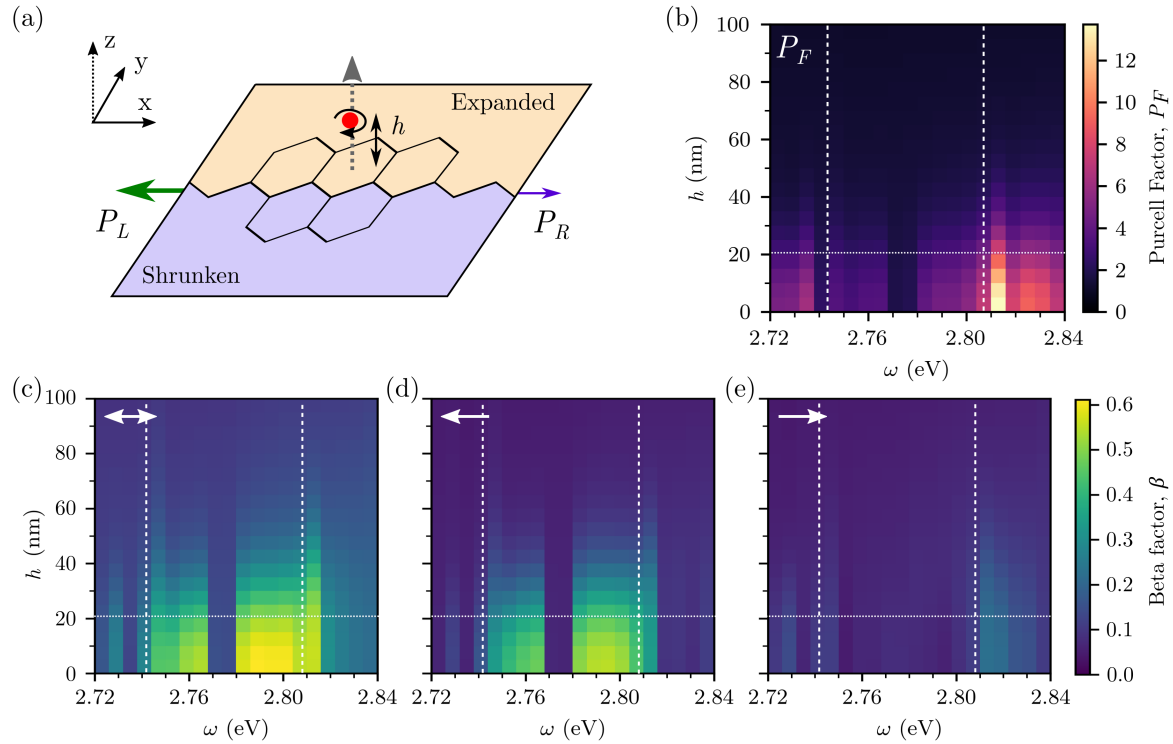 (a)
z
y
x
Expanded
h
P_L
P_R
Shrunken
(b)
P_F
h (nm)
100
80
60
40
20
0
2.72
2.76
2.80
2.84
ω (eV)
12
10
8
6
4
2
0
Purcell Factor, P_F
(c)
h (nm)
100
80
60
40
20
0
2.72
2.76
2.80
2.84
ω (eV)
(d)
2.72
2.76
2.80
2.84
ω (eV)
(e)
2.72
2.76
2.80
2.84
ω (eV)
0.6
0.5
0.4
0.3
0.2
0.1
0.0
Beta factor, β